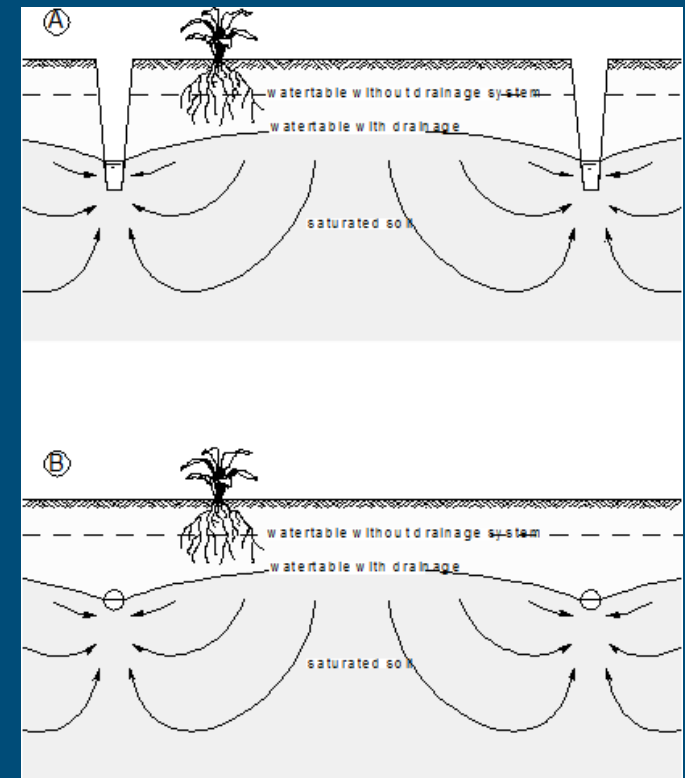 A
watertable without drainage system
watertable with drainage
saturated soil
B
watertable without drainage system
watertable with drainage
saturated soil